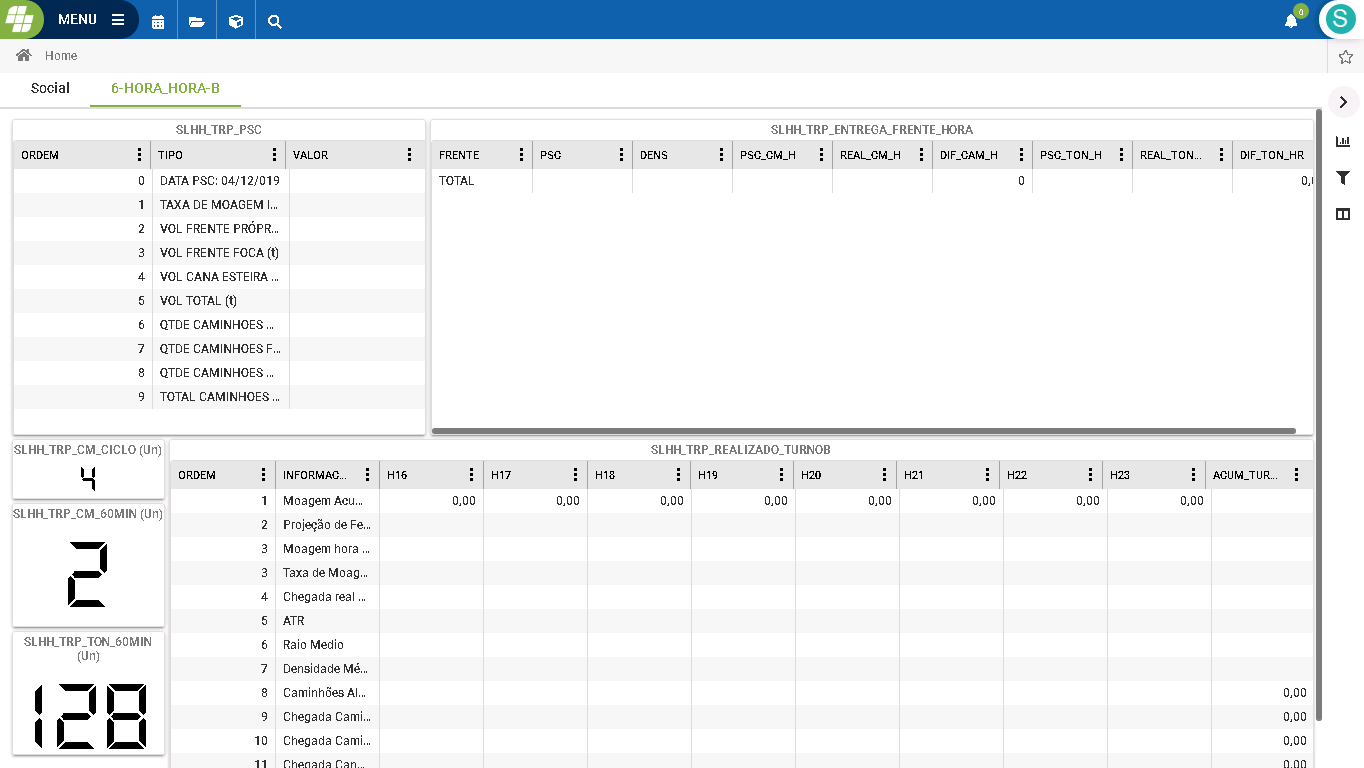 MENU
0
S
Home
Social 6-HORA_HORA-B
SLHH_TRP_PSC
ORDEM TIPO VALOR
0 DATA PSC: 04/12/019
1 TAXA DE MOAGEM I...
2 VOL FRENTE PRÓPR...
3 VOL FRENTE FOCA (t)
4 VOL CANA ESTEIRA ...
5 VOL TOTAL (t)
6 QTDE CAMINHOES ...
7 QTDE CAMINHOES F...
8 QTDE CAMINHOES ...
9 TOTAL CAMINHOES ...
SLHH_TRP_ENTREGA_FRENTE_HORA
FRENTE PSC DENS PSC_CM_H REAL_CM_H DIF_CAM_H PSC_TON_H REAL_TON... DIF_TON_HR
TOTAL 0 0,
SLHH_TRP_CM_CICLO (Un)
4
SLHH_TRP_CM_60MIN (Un)
2
SLHH_TRP_TON_60MIN
(Un)
128
SLHH_TRP_REALIZADO_TURNOB
ORDEM INFORMAC... H16 H17 H18 H19 H20 H21 H22 H23 ACUM_TUR...
1 Moagem Acu... 0,00 0,00 0,00 0,00 0,00 0,00 0,00 0,00
2 Projeção de Fe...
3 Moagem hora ...
3 Taxa de Moag...
4 Chegada real ...
5 ATR
6 Raio Medio
7 Densidade Mé...
8 Caminhões Al... 0,00
9 Chegada Cami... 0,00
10 Chegada Cami... 0,00
11 Chegada Can... 0,00